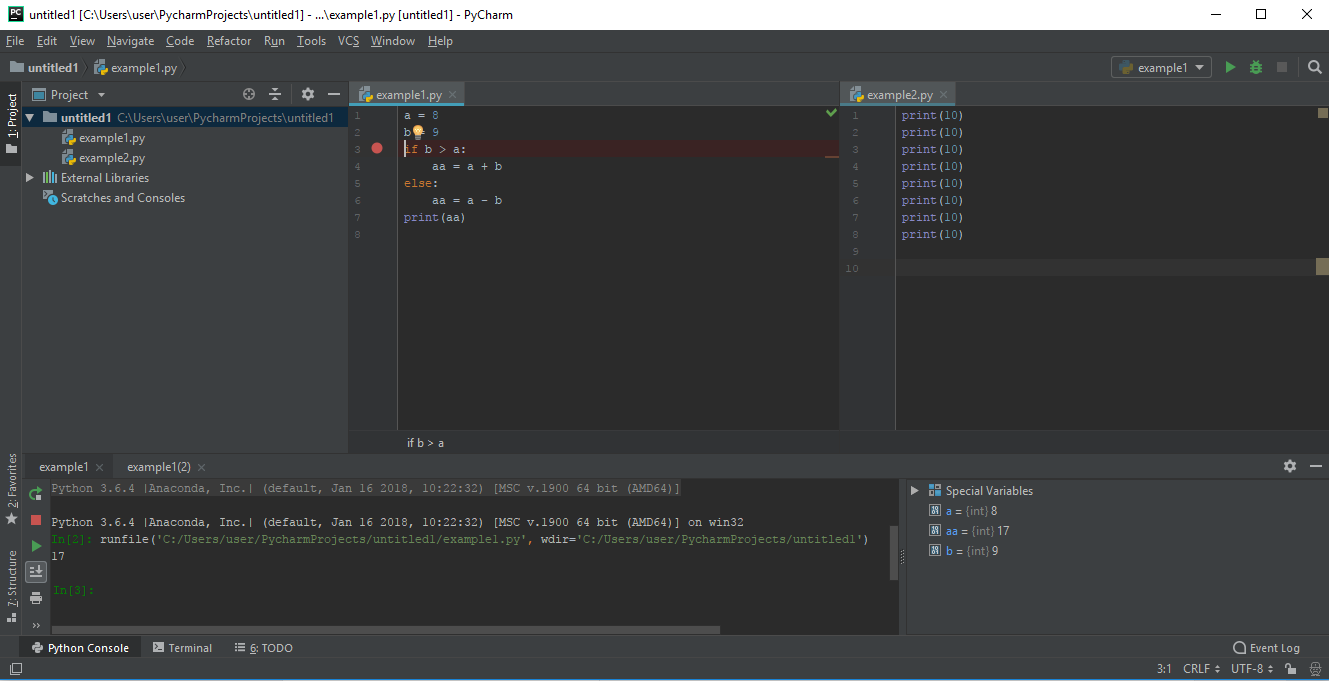 untitled1 [C:\Users\user\PycharmProjects\untitled1] - ...\example1.py [untitled1] - PyCharm
File Edit View Navigate Code Refactor Run Tools VCS Window Help
untitled1 example1.py
example1
1: Project
Project
untitled1 C:\Users\user\PycharmProjects\untitled1
example1.py
example2.py
External Libraries
Scratches and Consoles
example1.py
1 a = 8
2 b = 9
3 if b > a:
4 aa = a + b
5 else:
6 aa = a - b
7 print(aa)
8
if b > a
example2.py
1 print(10)
2 print(10)
3 print(10)
4 print(10)
5 print(10)
6 print(10)
7 print(10)
8 print(10)
9
10
2: Favorites
7: Structure
example1 example1(2)
Python 3.6.4 |Anaconda, Inc.| (default, Jan 16 2018, 10:22:32) [MSC v.1900 64 bit (AMD64)]
Python 3.6.4 |Anaconda, Inc.| (default, Jan 16 2018, 10:22:32) [MSC v.1900 64 bit (AMD64)] on win32
In[2]: runfile('C:/Users/user/PycharmProjects/untitled1/example1.py', wdir='C:/Users/user/PycharmProjects/untitled1')
17
In[3]:
Special Variables
a = {int} 8
aa = {int} 17
b = {int} 9
Python Console Terminal 6: TODO Event Log
3:1 CRLF UTF-8